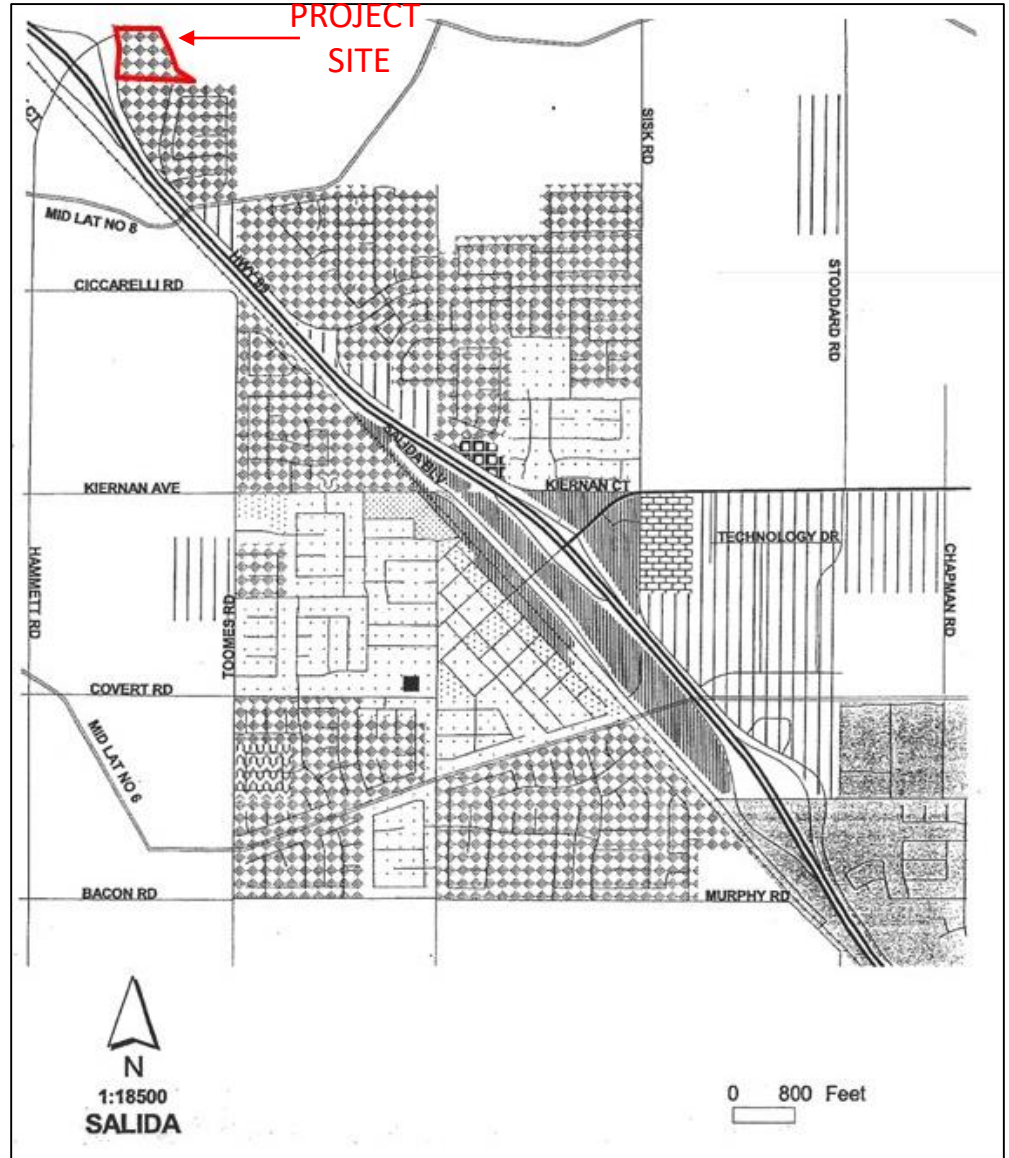 PROJECT
SITE
CT
SISK RD
MID LAT NO 8
HWY 99
CICCARELLI RD
STODDARD RD
SALIDA BLV
KIERNAN AVE
KIERNAN CT
TECHNOLOGY DR
HAMMETT RD
TOOMES RD
CHAPMAN RD
COVERT RD
MID LAT NO 6
BACON RD
MURPHY RD
N
1:18500
SALIDA
0 800 Feet